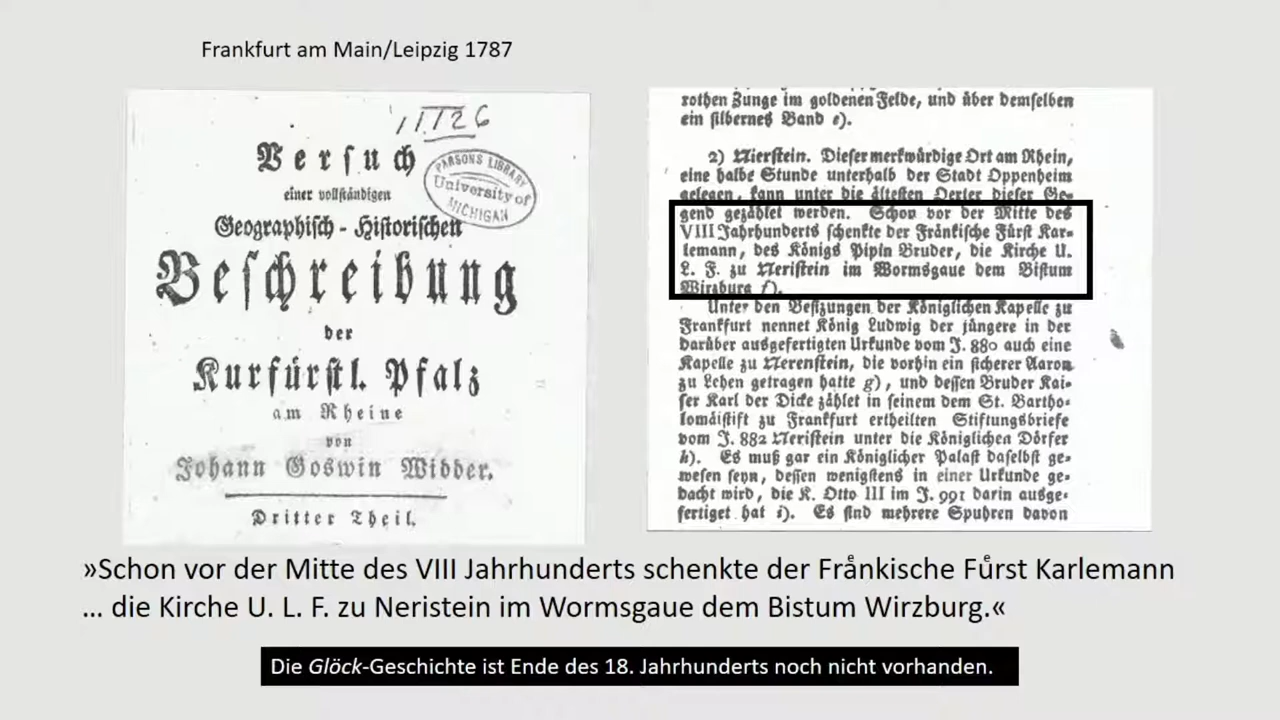 Frankfurt am Main/Leipzig 1787
11126
PARSONS LIBRARY
University of
MICHIGAN
Versuch
einer vollständigen
Geographisch - Historischen
Beschreibung
der
Kurfürstl. Pfalz
am Rheine
von
Johann Goswin Widder.
Dritter Theil.
rothen Zunge im goldenen Felde, und über demselben
ein silbernes Band e).
2) Nierstein. Dieser merkwürdige Ort am Rhein,
eine halbe Stunde unterhalb der Stadt Oppenheim
gelegen, kann unter die ältesten Oerter dieser Ge-
gend gezählet werden. Schon vor der Mitte des
VIII Jahrhunderts schenkte der Fränkische Fürst Kar-
lemann, des Königs Pipin Bruder, die Kirche U.
L. F. zu Neristein im Wormsgaue dem Bistum
Wirzburg f).
Unter den Besizungen der Königlichen Kapelle zu
Frankfurt nennet König Ludwig der jüngere in der
darüber ausgefertigten Urkunde vom J. 880 auch eine
Kapelle zu Nerenstein, die vorhin ein sicherer Aaron
zu Lehen getragen hatte g), und dessen Bruder Kai-
ser Karl der Dicke zählet in seinem dem St. Bartho-
lomäistift zu Frankfurt ertheilten Stiftungsbriefe
vom J. 882 Neristein unter die Königlichen Dörfer
h). Es muß gar ein Königlicher Palast daselbst ge-
wesen seyn, dessen wenigstens in einer Urkunde ge-
dacht wird, die K. Otto III im J. 991 darin ausge-
fertiget hat i). Es sind mehrere Spuhren davon
»Schon vor der Mitte des VIII Jahrhunderts schenkte der Fraͤnkische Fuͤrst Karlemann
... die Kirche U. L. F. zu Neristein im Wormsgaue dem Bistum Wirzburg.«
Die Glöck-Geschichte ist Ende des 18. Jahrhunderts noch nicht vorhanden.